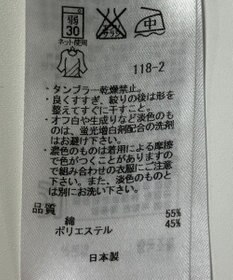 弱
30
中
ネット使用
118-2
・タンブラー乾燥禁止。
・良くすすぎ、絞りの後は形を
整えてすぐに干すこと。
・オフ白や生成りなど淡色のも
のは、蛍光増白剤配合の洗剤
はお避け下さい。
・濃色のものは着用による摩擦
で色がつくことがありますの
で組み合わせの衣服にご注意
下さい。また、淡色のものと
は別にお洗い下さい。
品質
綿 55%
ポリエステル 45%
日本製